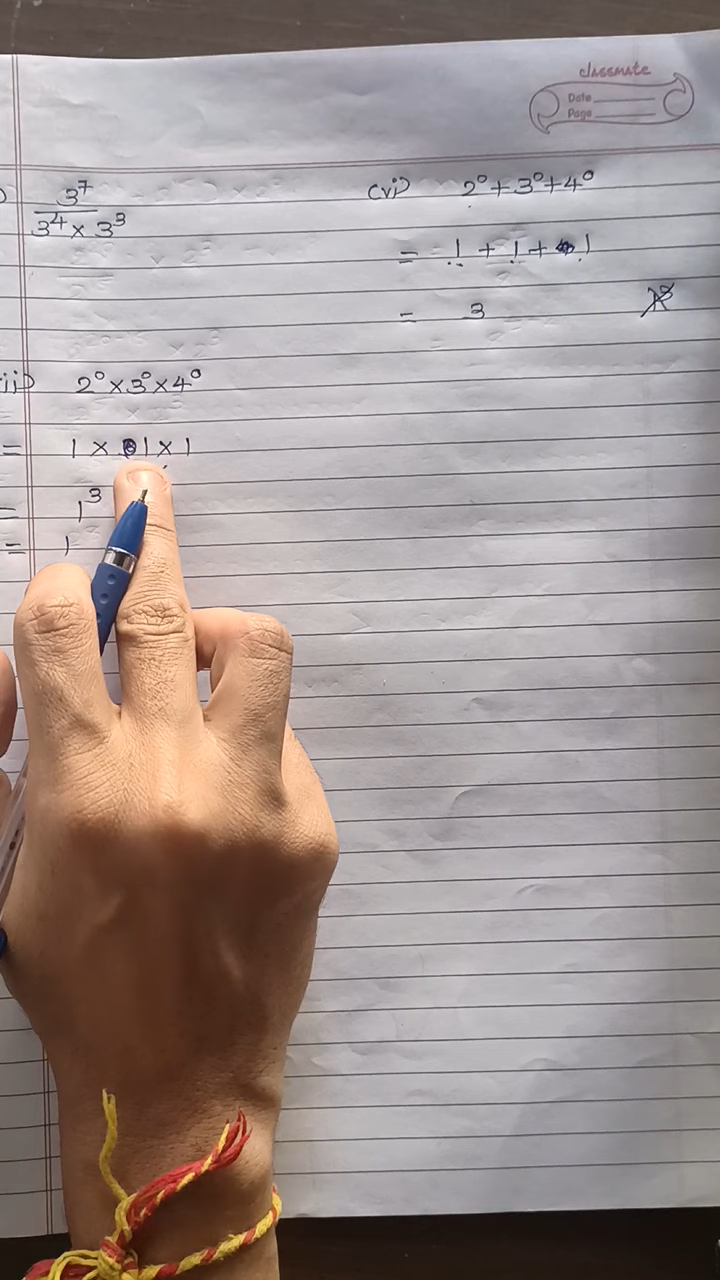 classmate
Date
Page
3⁷
3⁴ × 3³
(vi) 2⁰ + 3⁰ + 4⁰
= 1 + 1 + 1
= 3
ii) 2⁰ × 3⁰ × 4⁰
= 1 × 1 × 1
= 1³
= 1